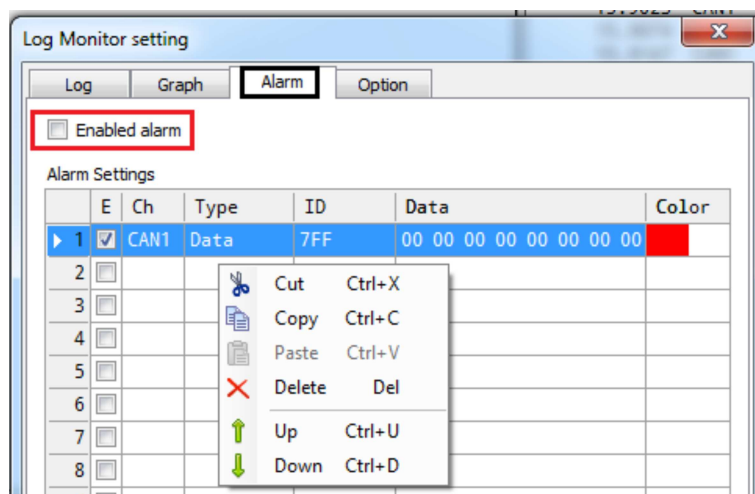 Log Monitor setting
Log Graph Alarm Option
Enabled alarm
Alarm Settings
E Ch Type ID Data Color
1 CAN1 Data 7FF 00 00 00 00 00 00 00 00
2
3
4
5
6
7
8
Cut Ctrl+X
Copy Ctrl+C
Paste Ctrl+V
Delete Del
Up Ctrl+U
Down Ctrl+D